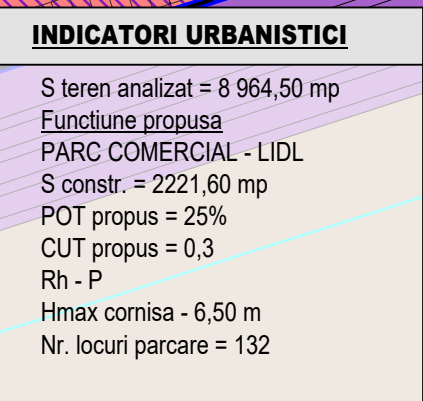 INDICATORI URBANISTICI
S teren analizat = 8 964,50 mp
Functiune propusa
PARC COMERCIAL - LIDL
S constr. = 2221,60 mp
POT propus = 25%
CUT propus = 0,3
Rh - P
Hmax cornisa - 6,50 m
Nr. locuri parcare = 132